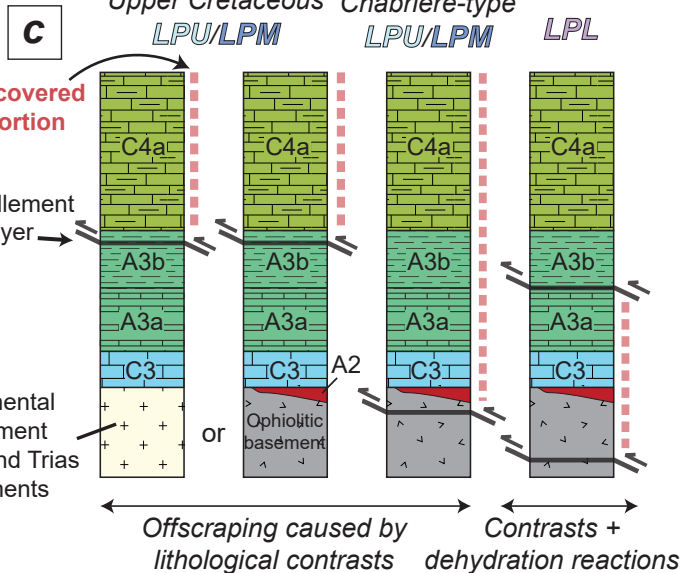 c
Upper Cretaceous
LPU/LPM
Chabrière-type
LPU/LPM
LPL
covered
ortion
C4a
C4a
C4a
C4a
llement
yer
A3b
A3b
A3b
A3b
A3a
A3a
A3a
A3a
C3
C3
C3
C3
A2
nental
ment
nd Trias
nents
or
Ophiolitic
basement
Offscraping caused by
lithological contrasts
Contrasts +
dehydration reactions